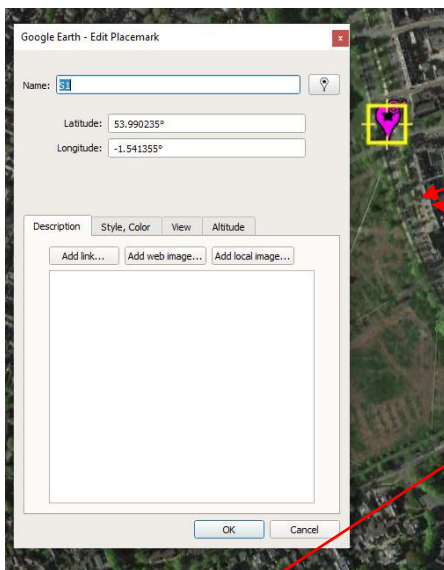 Google Earth - Edit Placemark
x
Name: S1
Latitude: 53.990235°
Longitude: -1.541355°
Description Style, Color View Altitude
Add link... Add web image... Add local image...
OK Cancel